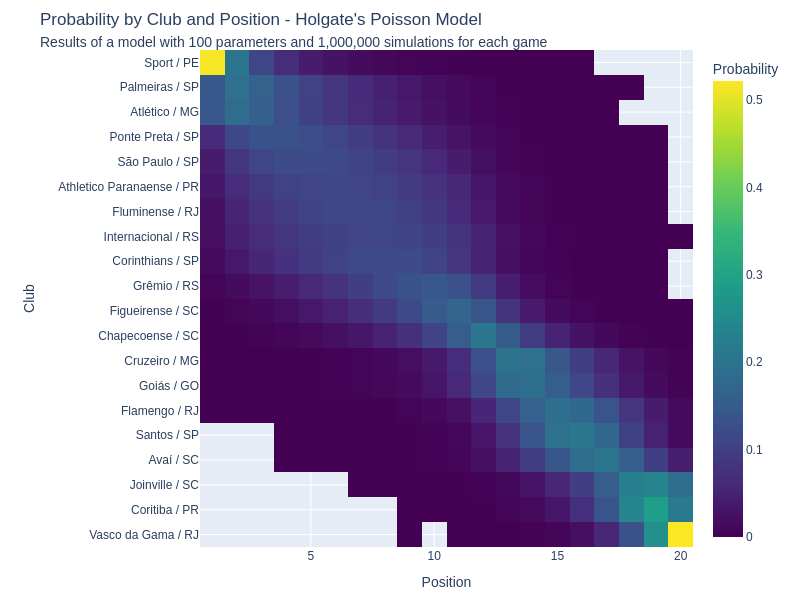 Probability by Club and Position - Holgate's Poisson Model
Results of a model with 100 parameters and 1,000,000 simulations for each game
Probability
Sport / PE
Palmeiras / SP
Atlético / MG
Ponte Preta / SP
São Paulo / SP
Athletico Paranaense / PR
Fluminense / RJ
Internacional / RS
Corinthians / SP
Grêmio / RS
Figueirense / SC
Chapecoense / SC
Cruzeiro / MG
Goiás / GO
Flamengo / RJ
Santos / SP
Avaí / SC
Joinville / SC
Coritiba / PR
Vasco da Gama / RJ
Club
5
10
15
20
Position
0.5
0.4
0.3
0.2
0.1
0